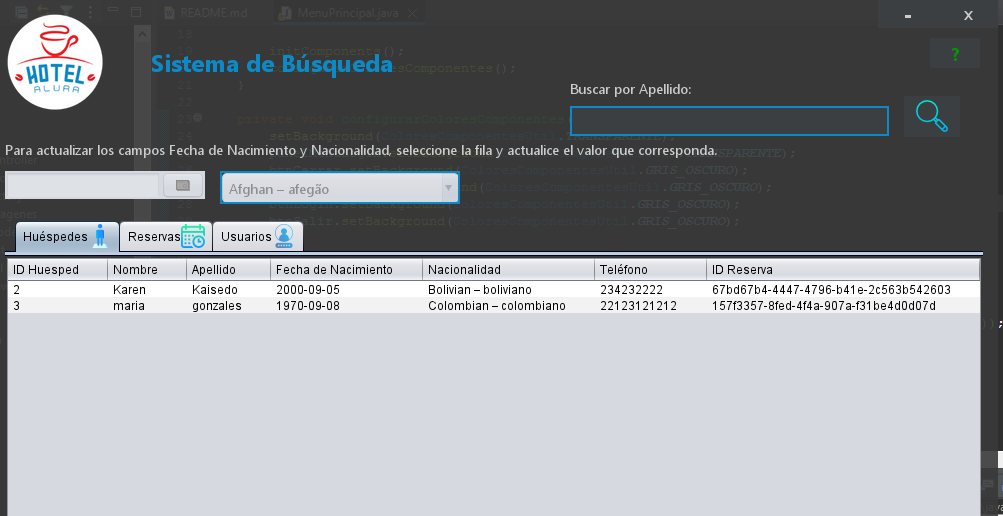 README.md
MenuPrincipal.java
- x
HOTEL
ALURA
Sistema de Búsqueda
?
Buscar por Apellido:
Para actualizar los campos Fecha de Nacimiento y Nacionalidad, seleccione la fila y actualice el valor que corresponda.
Afghan – afegão
Huéspedes Reservas Usuarios
ID Huesped Nombre Apellido Fecha de Nacimiento Nacionalidad Teléfono ID Reserva
2 Karen Kaisedo 2000-09-05 Bolivian – boliviano 234232222 67bd67b4-4447-4796-b41e-2c563b542603
3 maria gonzales 1970-09-08 Colombian – colombiano 22123121212 157f3357-8fed-4f4a-907a-f31be4d0d07d